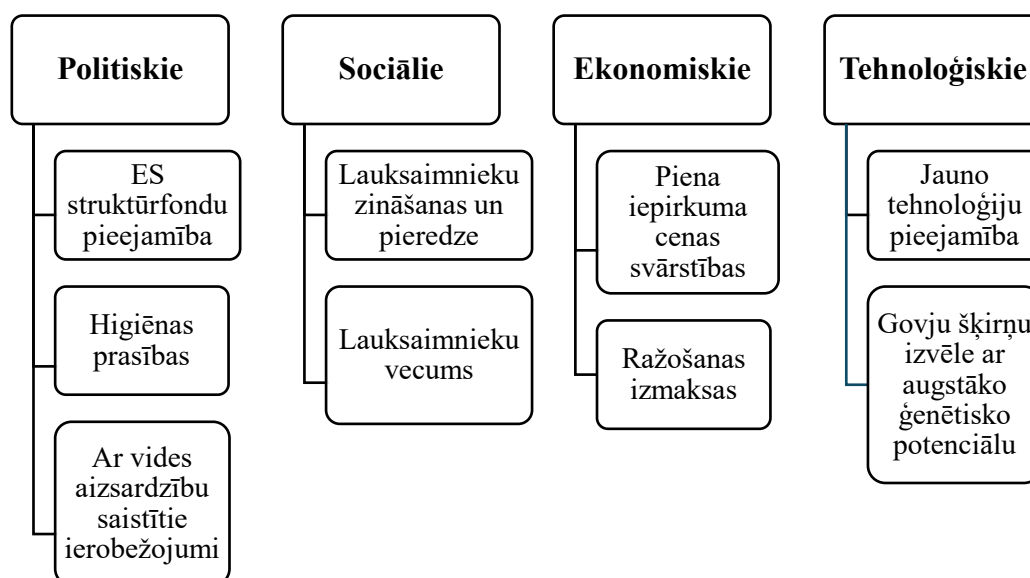 Politiskie
ES
struktūrfondu
pieejamība
Higiēnas
prasības
Ar vides
aizsardzību
saistītie
ierobežojumi
Sociālie
Lauksaimnieku
zināšanas un
pieredze
Lauksaimnieku
vecums
Ekonomiskie
Piena
iepirkuma
cenas
svārstības
Ražošanas
izmaksas
Tehnoloģiskie
Jauno
tehnoloģiju
pieejamība
Govju šķirņu
izvēle ar
augstāko
ģenētisko
potenciālu